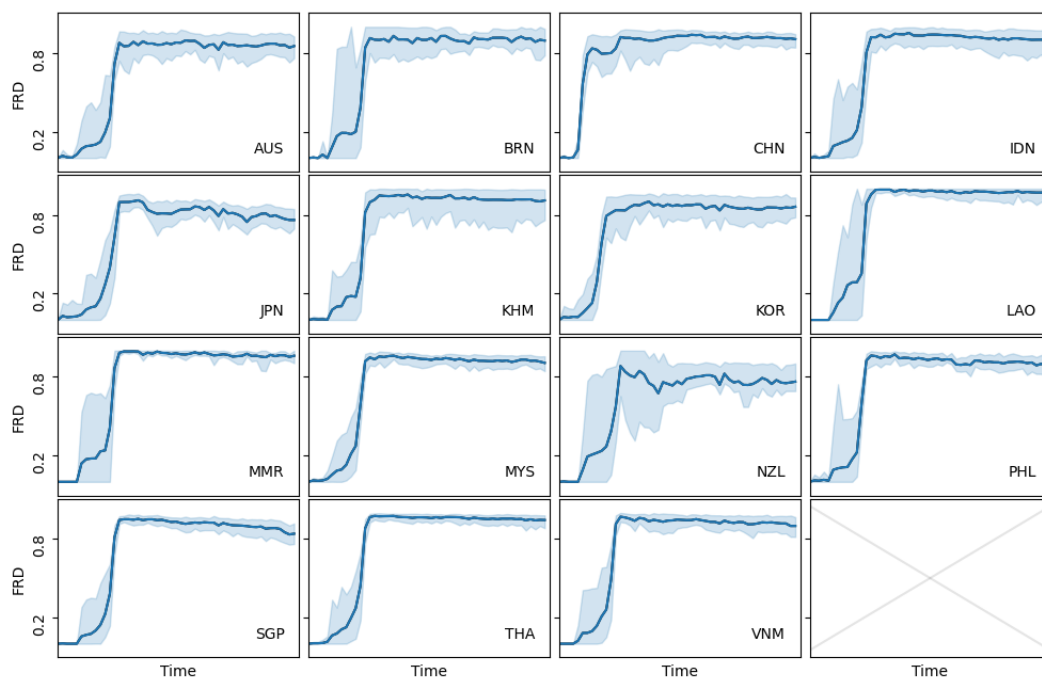 FRD
0.8
0.2
AUS
BRN
CHN
IDN
FRD
0.8
0.2
JPN
KHM
KOR
LAO
FRD
0.8
0.2
MMR
MYS
NZL
PHL
FRD
0.8
0.2
SGP
THA
VNM
Time
Time
Time
Time